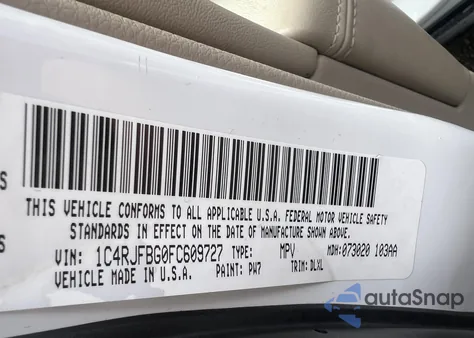 S
THIS VEHICLE CONFORMS TO ALL APPLICABLE U.S.A. FEDERAL MOTOR VEHICLE SAFETY
STANDARDS IN EFFECT ON THE DATE OF MANUFACTURE SHOWN ABOVE.
S
VIN: 1C4RJFBG0FC609727 TYPE: MPV MDH: 073020 103AA
VEHICLE MADE IN U.S.A. PAINT: PW7 TRIM: DLXL
autoSnap